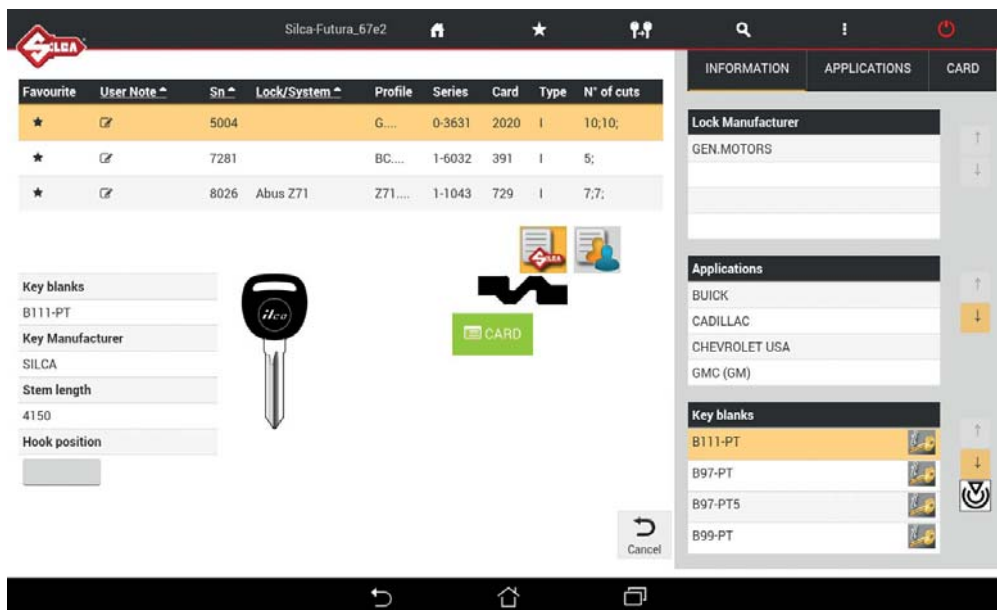 SILCA
Silca-Futura_67e2
INFORMATION APPLICATIONS CARD
Favourite User Note Sn Lock/System Profile Series Card Type N° of cuts
5004 G.... 0-3631 2020 I 10;10;
7281 BC.... 1-6032 391 I 5;
8026 Abus Z71 Z71.... 1-1043 729 I 7;7;
SILCA
Key blanks
B111-PT
Key Manufacturer
SILCA
Stem length
4150
Hook position
ilco
CARD
Cancel
Lock Manufacturer
GEN.MOTORS
Applications
BUICK
CADILLAC
CHEVROLET USA
GMC (GM)
Key blanks
B111-PT
B97-PT
B97-PT5
B99-PT